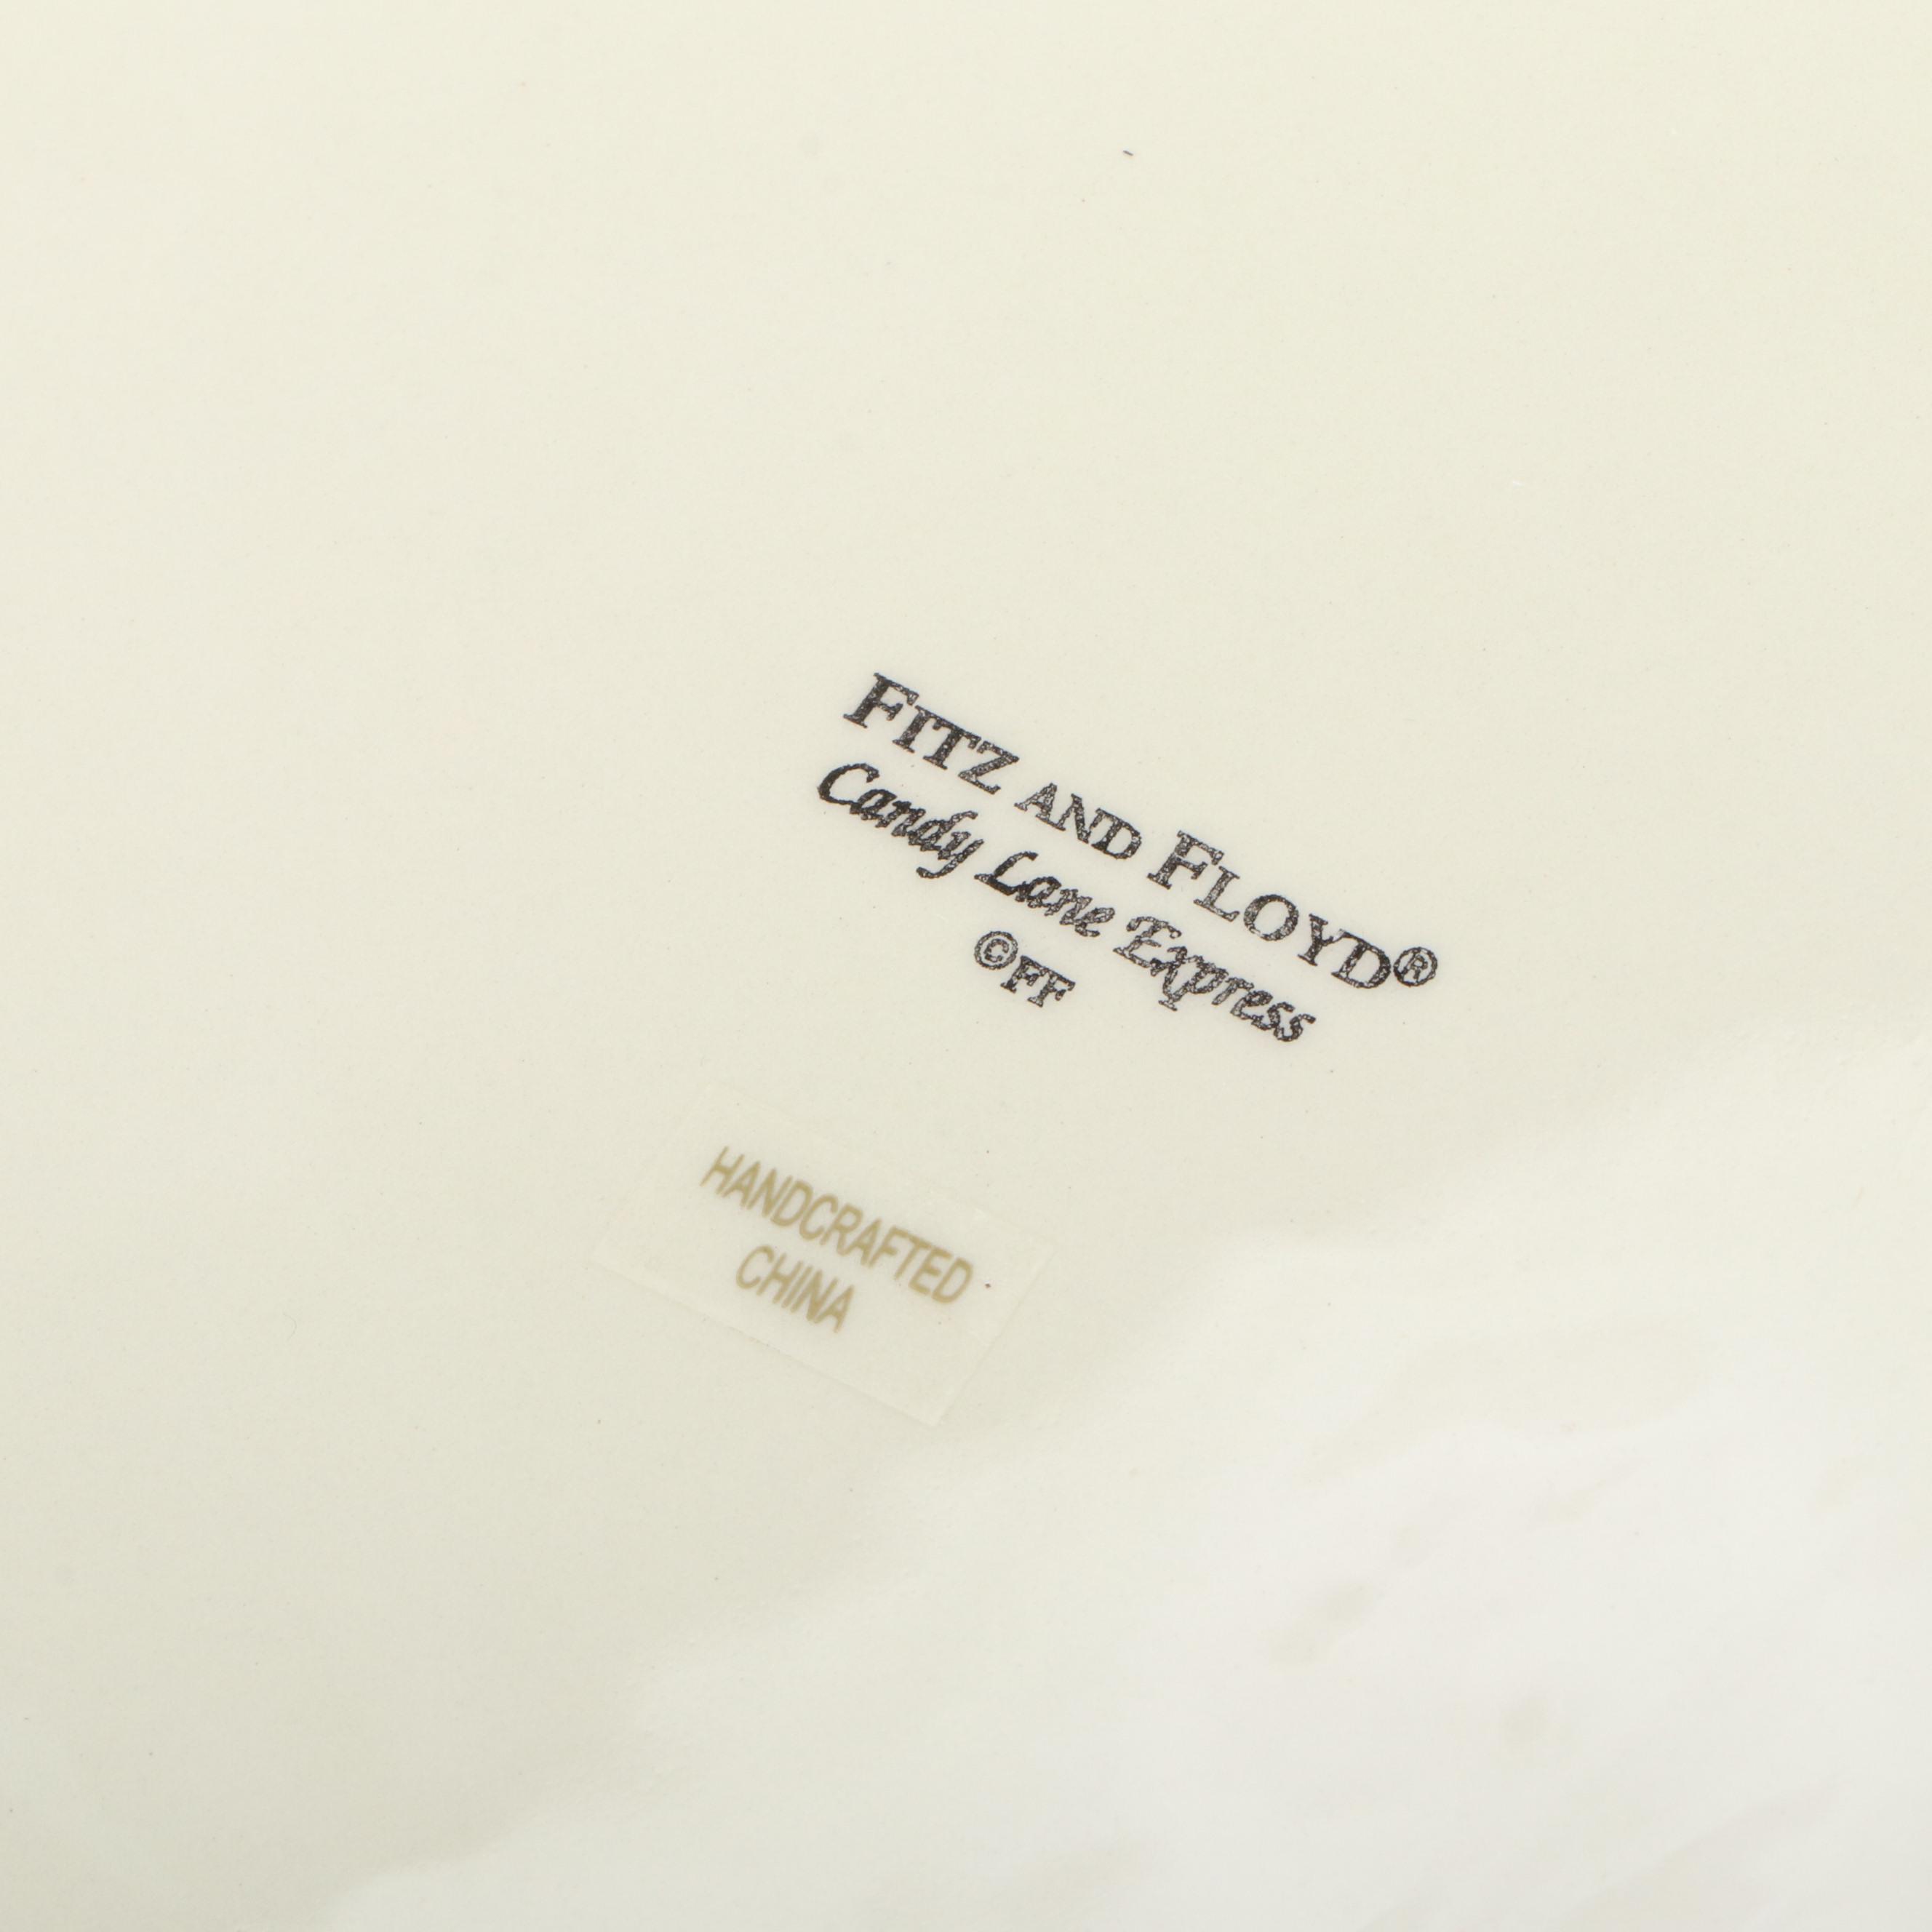 FITZ AND FLOYD®
Candy Lane Express
©FF
HANDCRAFTED
CHINA